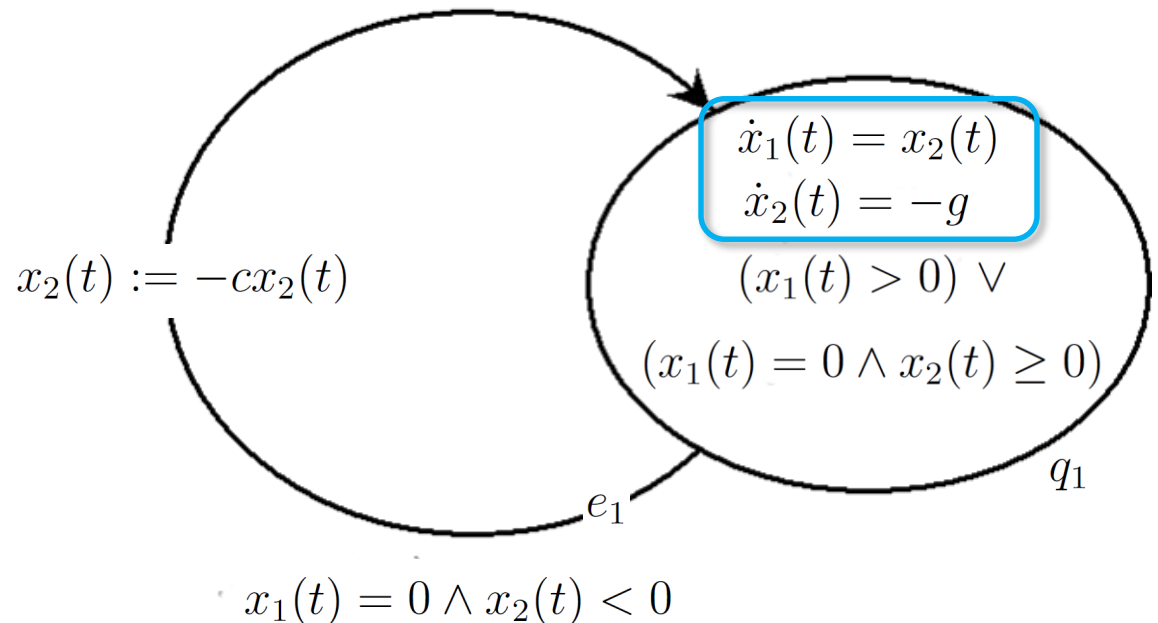 ẋ₁(t) = x₂(t)
ẋ₂(t) = −g
(x₁(t) > 0) ∨
(x₁(t) = 0 ∧ x₂(t) ≥ 0)
q₁
x₂(t) := −cx₂(t)
e₁
x₁(t) = 0 ∧ x₂(t) < 0